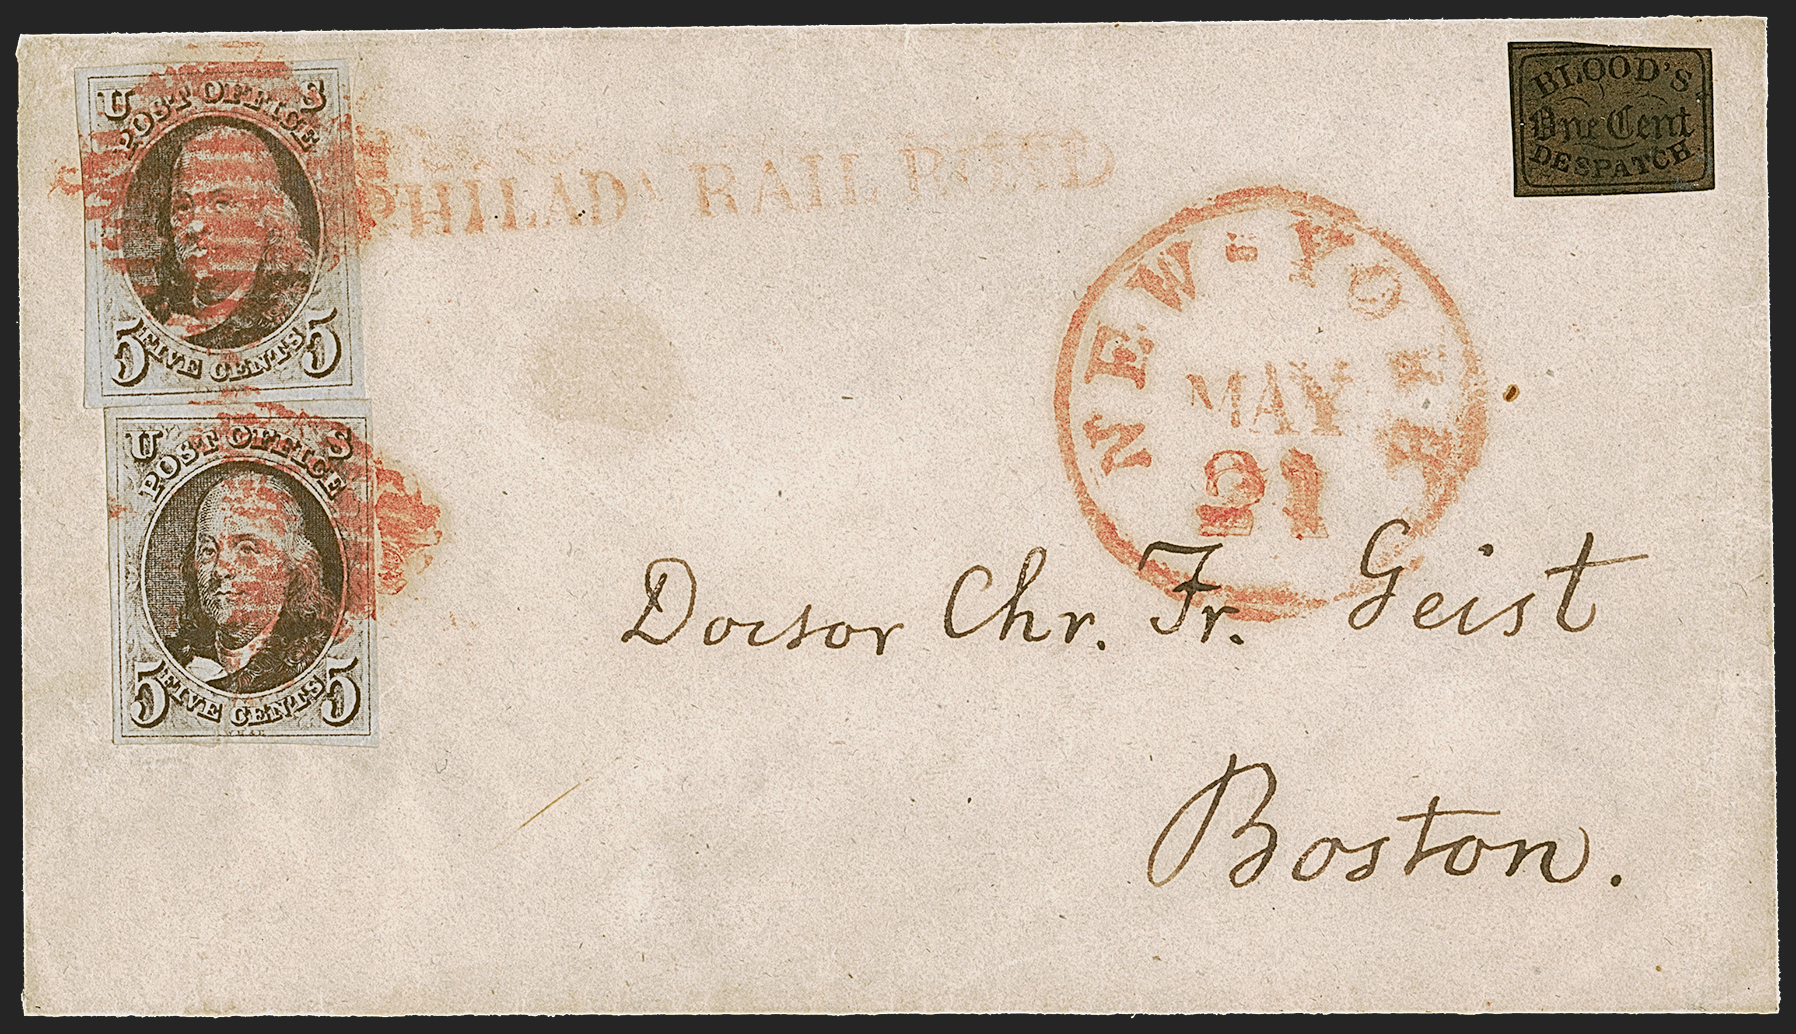 U S
POST OFFICE
5 FIVE CENTS 5
U S
POST OFFICE
5 FIVE CENTS 5
PHILADA RAIL ROAD
BLOOD'S
One Cent
DESPATCH
NEW-YORK
MAY
21
Doctor Chr. Fr. Geist
Boston.